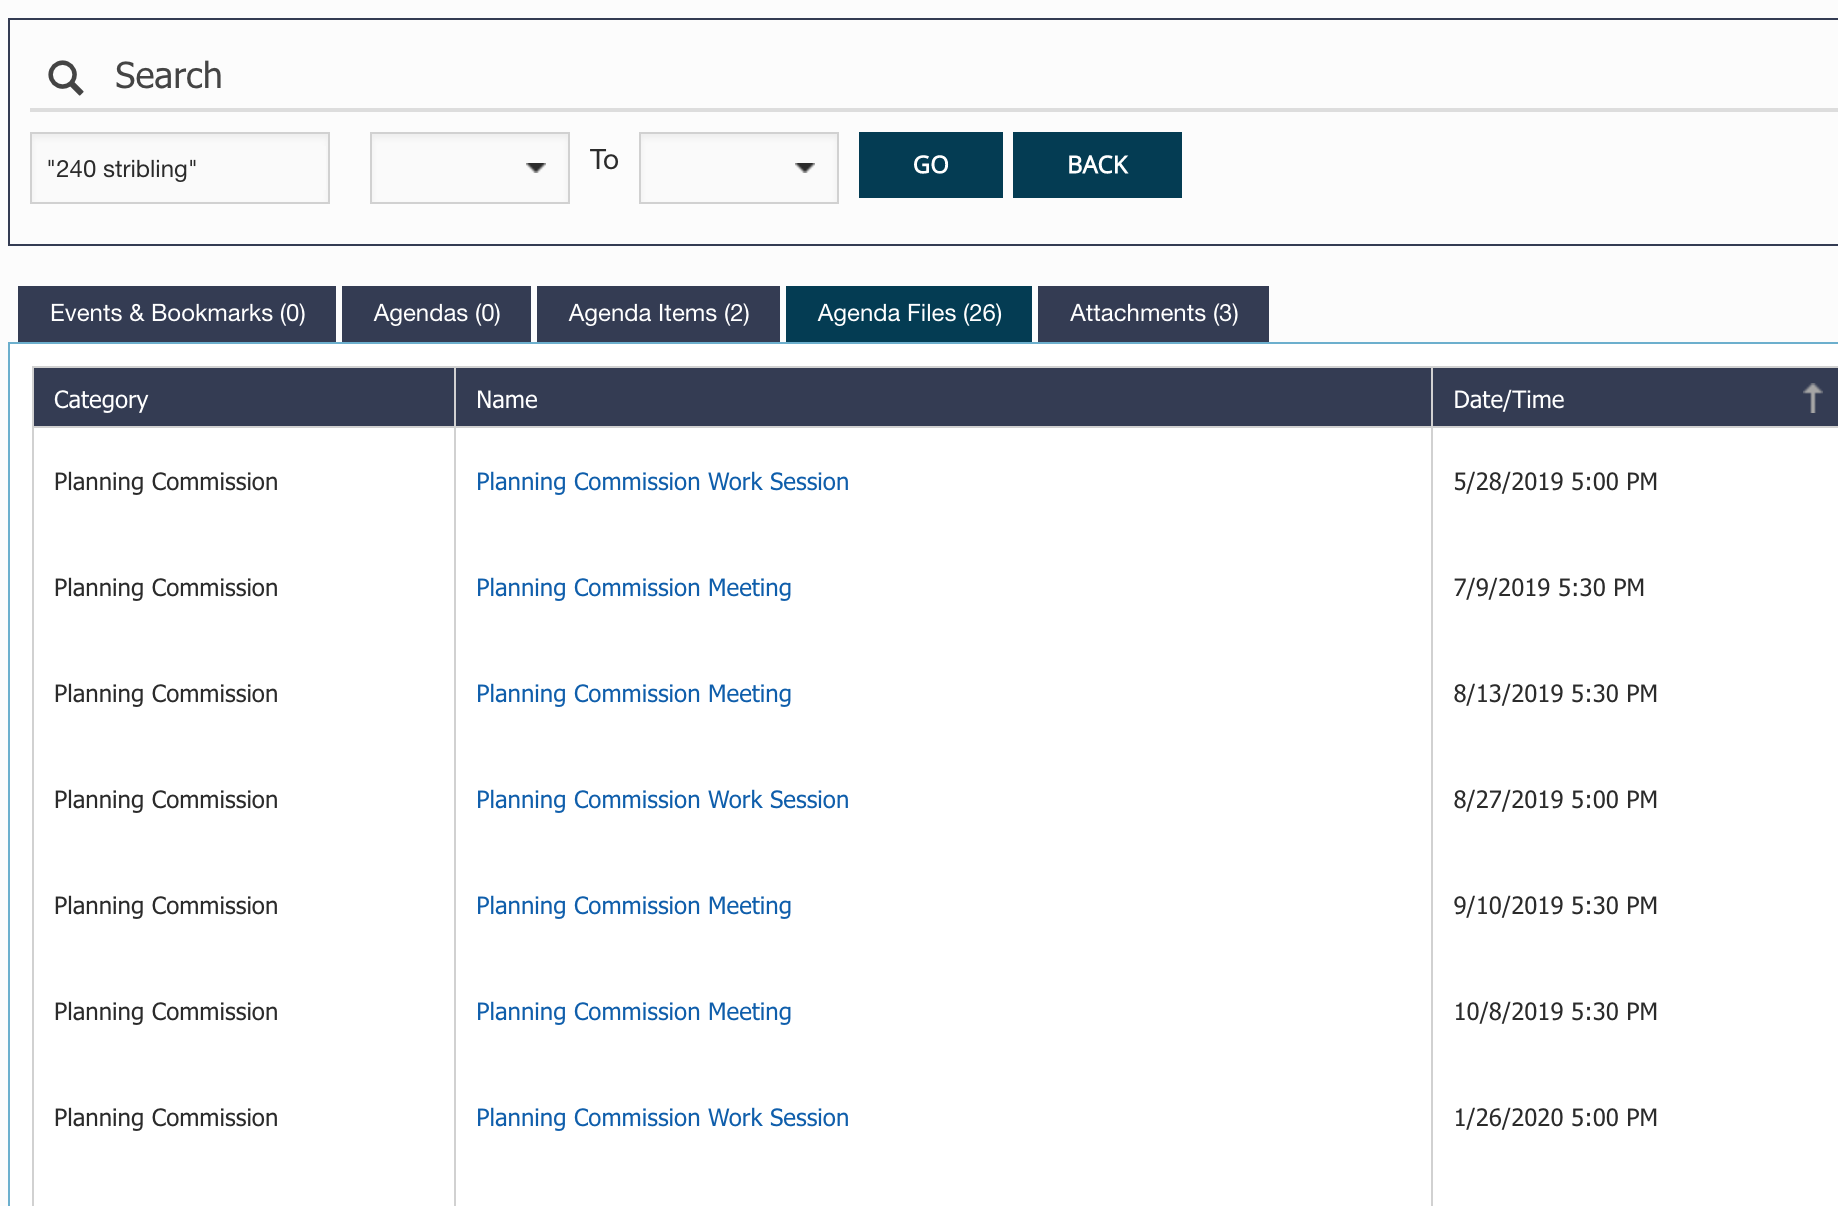 Search
"240 stribling" To GO BACK
Events & Bookmarks (0) Agendas (0) Agenda Items (2) Agenda Files (26) Attachments (3)
Category Name Date/Time
Planning Commission Planning Commission Work Session 5/28/2019 5:00 PM
Planning Commission Planning Commission Meeting 7/9/2019 5:30 PM
Planning Commission Planning Commission Meeting 8/13/2019 5:30 PM
Planning Commission Planning Commission Work Session 8/27/2019 5:00 PM
Planning Commission Planning Commission Meeting 9/10/2019 5:30 PM
Planning Commission Planning Commission Meeting 10/8/2019 5:30 PM
Planning Commission Planning Commission Work Session 1/26/2020 5:00 PM